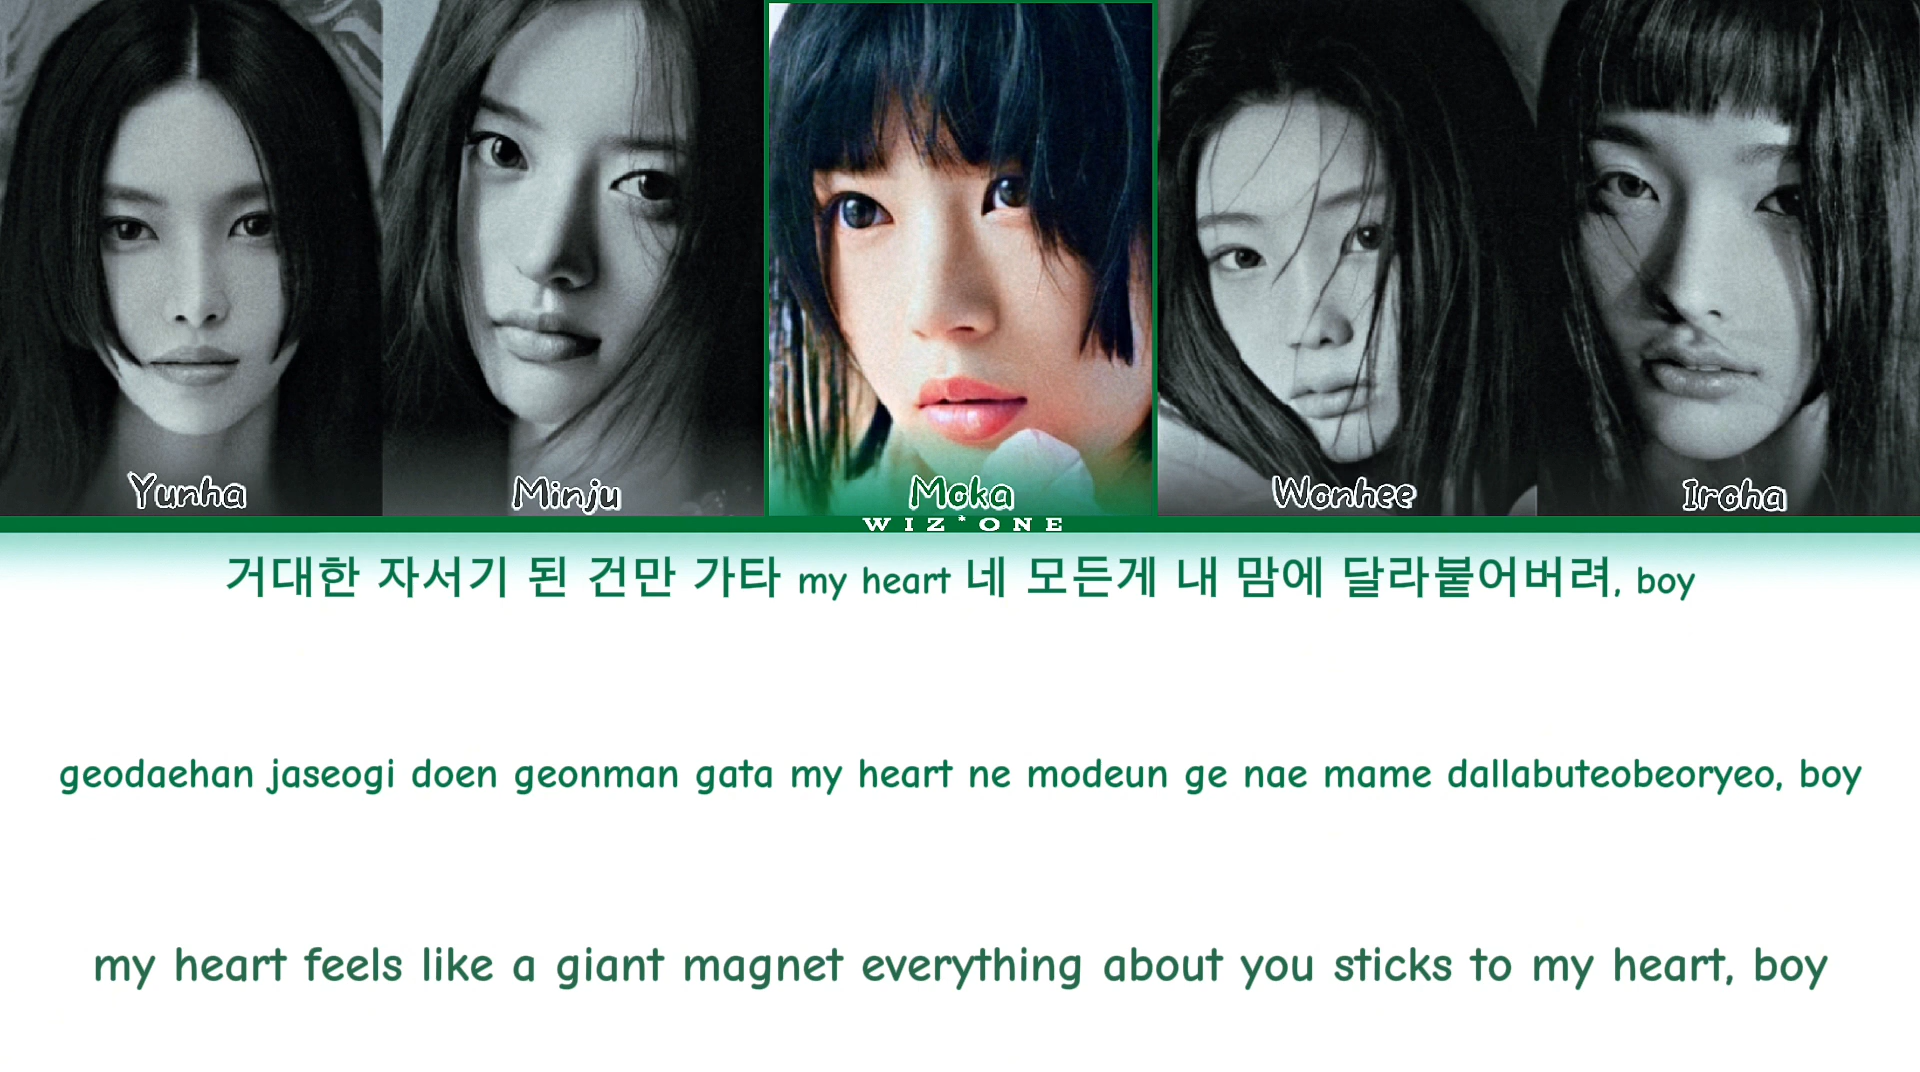 Yunha Minju Moka Wonhee Iroha
WIZ*ONE
거대한 자서기 된 건만 가타 my heart 네 모든게 내 맘에 달라붙어버려, boy
geodaehan jaseogi doen geonman gata my heart ne modeun ge nae mame dallabuteobeoryeo, boy
my heart feels like a giant magnet everything about you sticks to my heart, boy